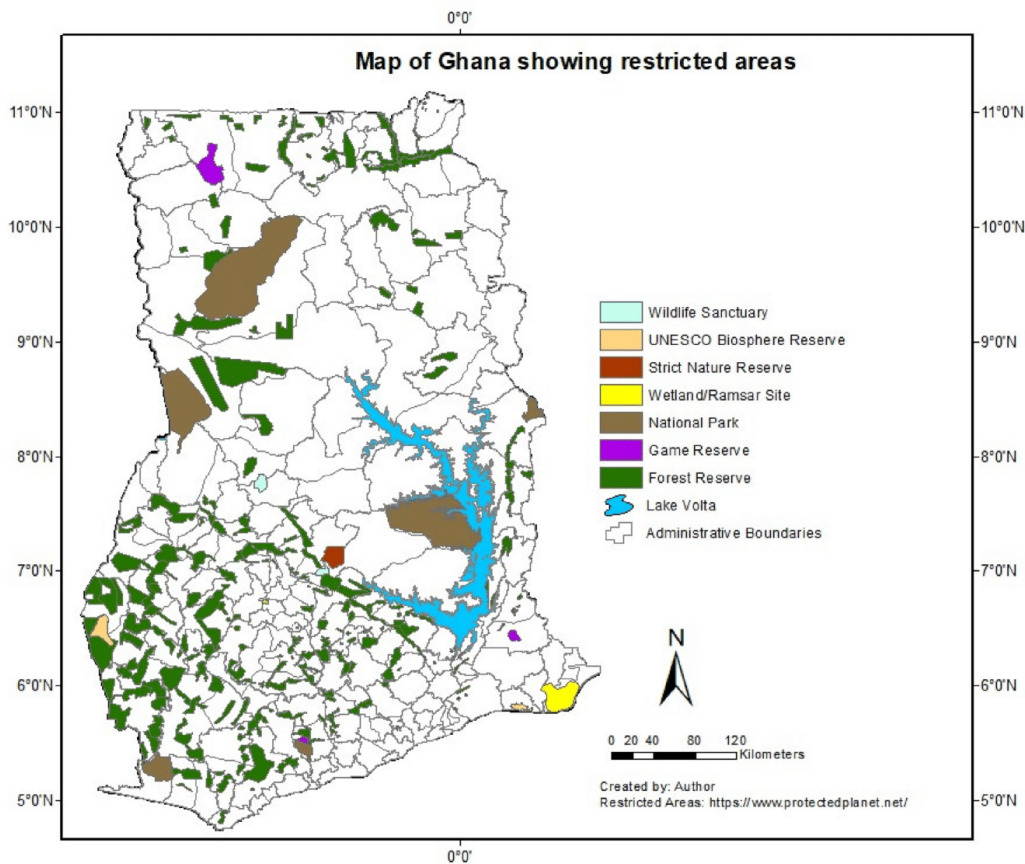 0°0'
Map of Ghana showing restricted areas
11°0'N 11°0'N
10°0'N 10°0'N
9°0'N 9°0'N
8°0'N 8°0'N
7°0'N 7°0'N
6°0'N 6°0'N
5°0'N 5°0'N
Wildlife Sanctuary
UNESCO Biosphere Reserve
Strict Nature Reserve
Wetland/Ramsar Site
National Park
Game Reserve
Forest Reserve
Lake Volta
Administrative Boundaries
N
0 20 40 80 120
Kilometers
Created by: Author
Restricted Areas: https://www.protectedplanet.net/
0°0'